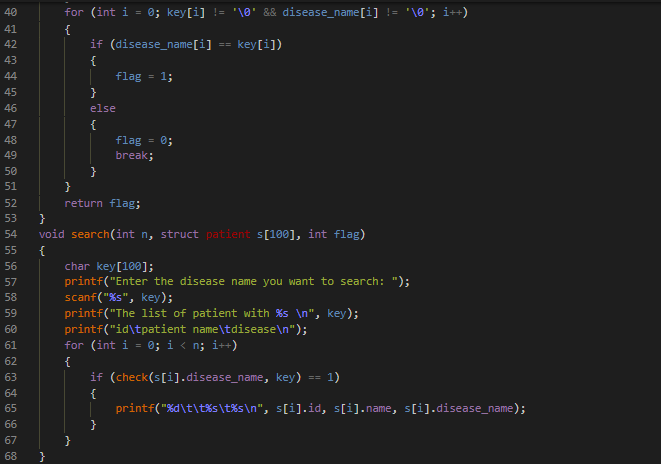 40 for (int i = 0; key[i] != '\0' && disease_name[i] != '\0'; i++)
41 {
42 if (disease_name[i] == key[i])
43 {
44 flag = 1;
45 }
46 else
47 {
48 flag = 0;
49 break;
50 }
51 }
52 return flag;
53 }
54 void search(int n, struct patient s[100], int flag)
55 {
56 char key[100];
57 printf("Enter the disease name you want to search: ");
58 scanf("%s", key);
59 printf("The list of patient with %s \n", key);
60 printf("id\tpatient name\tdisease\n");
61 for (int i = 0; i < n; i++)
62 {
63 if (check(s[i].disease_name, key) == 1)
64 {
65 printf("%d\t\t%s\t%s\n", s[i].id, s[i].name, s[i].disease_name);
66 }
67 }
68 }